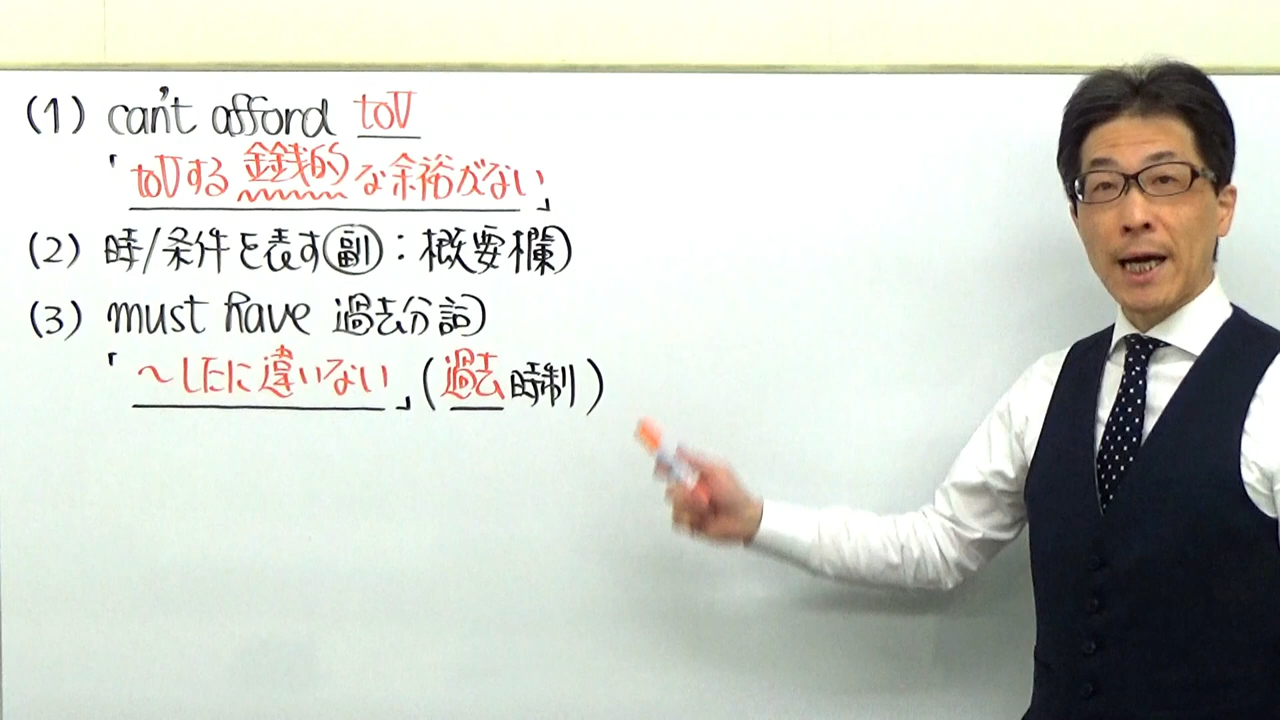 (1) can't afford toV
「toVする金銭的な余裕がない」
(2) 時/条件を表す副:概要欄)
(3) must have 過去分詞)
「~したに違いない」(過去時制)